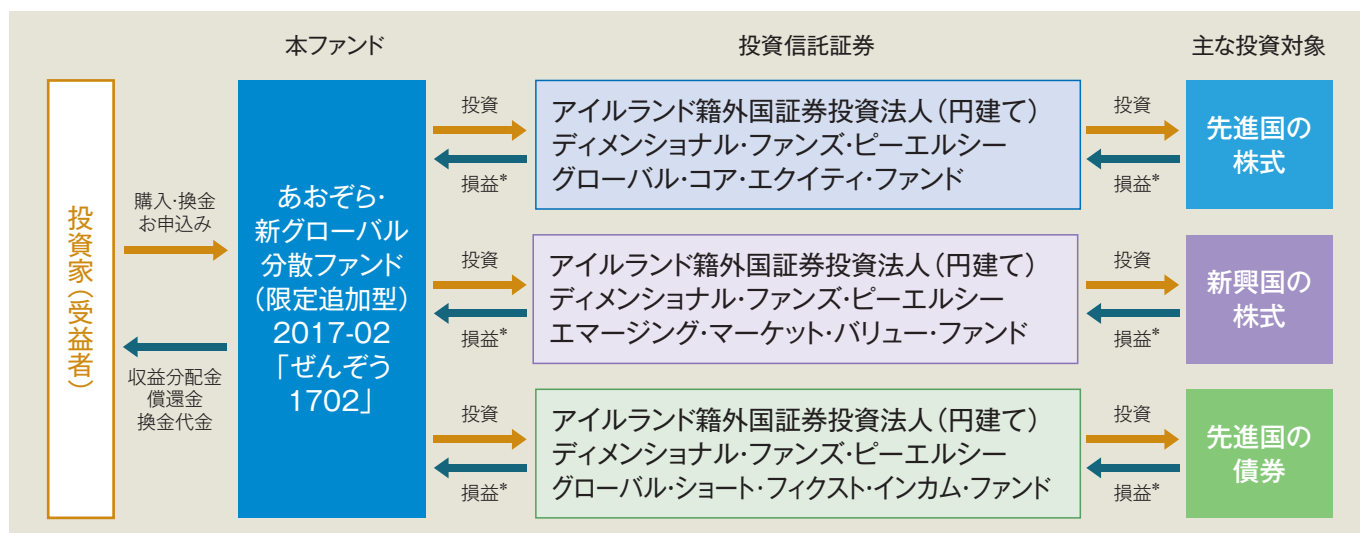 本ファンド
投資信託証券
主な投資対象
投資家（受益者）
購入・換金
お申込み
収益分配金
償還金
換金代金
あおぞら・
新グローバル
分散ファンド
（限定追加型）
2017-02
「ぜんぞう
1702」
投資
損益*
アイルランド籍外国証券投資法人（円建て）
ディメンショナル・ファンズ・ピーエルシー
グローバル・コア・エクイティ・ファンド
投資
損益*
先進国の
株式
投資
損益*
アイルランド籍外国証券投資法人（円建て）
ディメンショナル・ファンズ・ピーエルシー
エマージング・マーケット・バリュー・ファンド
投資
損益*
新興国の
株式
投資
損益*
アイルランド籍外国証券投資法人（円建て）
ディメンショナル・ファンズ・ピーエルシー
グローバル・ショート・フィクスト・インカム・ファンド
投資
損益*
先進国の
債券